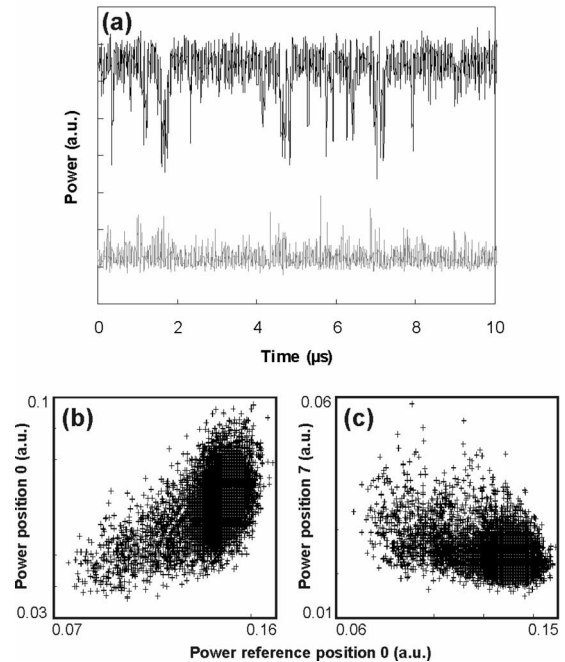 (a)
Power (a.u.)
0 2 4 6 8 10
Time (µs)
(b)
0.1
Power position 0 (a.u.)
0.03
0.07 0.16
(c)
0.06
Power position 7 (a.u.)
0.01
0.06 0.15
Power reference position 0 (a.u.)